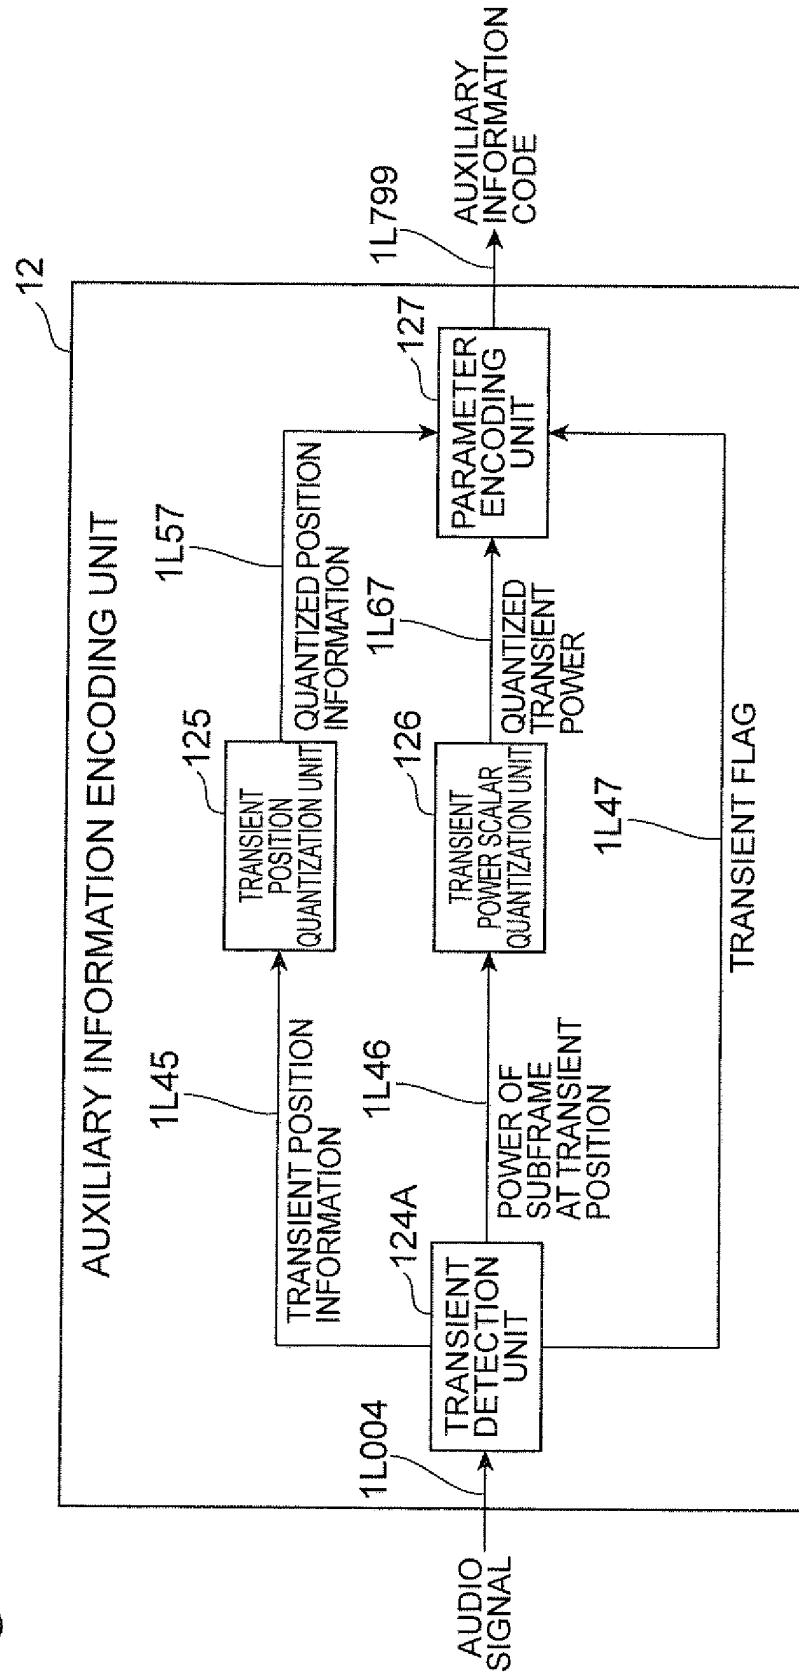 12
AUXILIARY INFORMATION ENCODING UNIT
AUDIO
SIGNAL
1L004
TRANSIENT
DETECTION
UNIT
124A
1L45
TRANSIENT POSITION
INFORMATION
TRANSIENT
POSITION
QUANTIZATION UNIT
125
1L57
QUANTIZED POSITION
INFORMATION
1L46
POWER OF
SUBFRAME
AT TRANSIENT
POSITION
TRANSIENT
POWER SCALAR
QUANTIZATION UNIT
126
1L67
QUANTIZED
TRANSIENT
POWER
1L47
TRANSIENT FLAG
PARAMETER
ENCODING
UNIT
127
1L799
AUXILIARY
INFORMATION
CODE